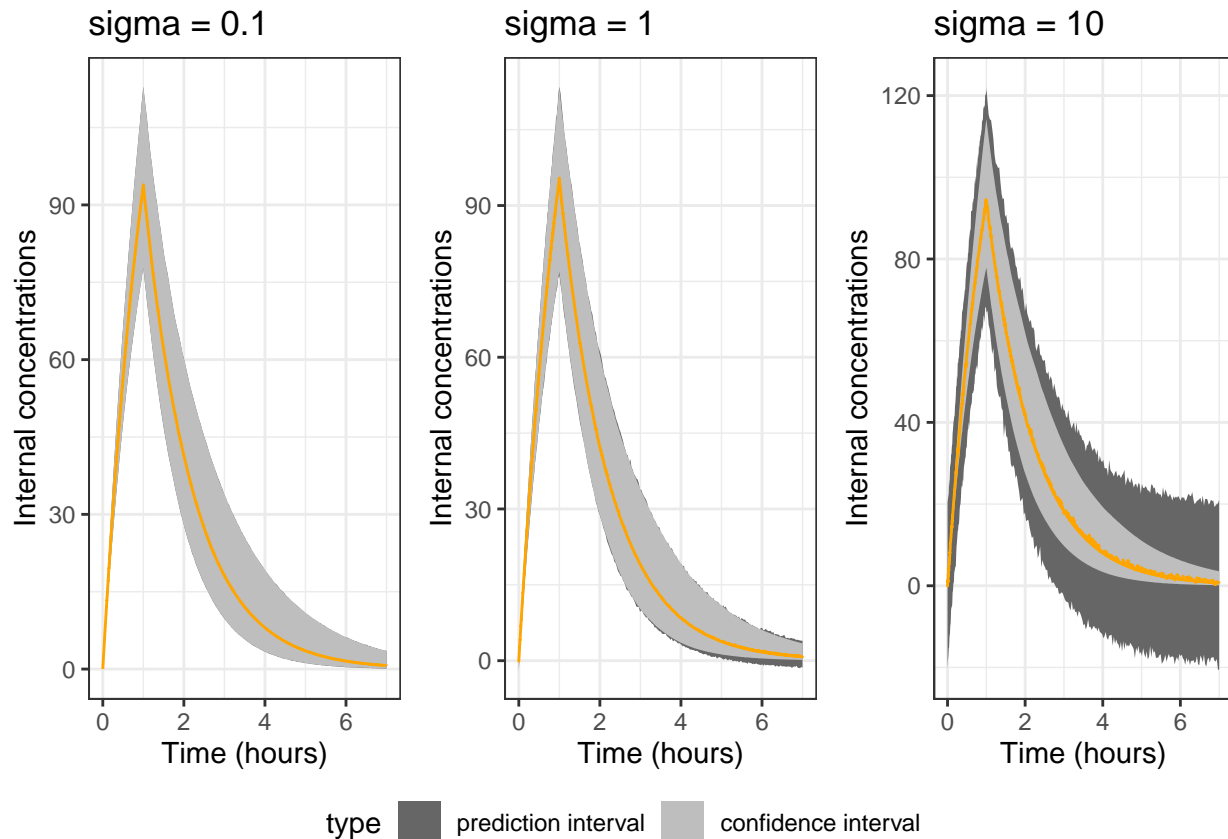 sigma = 0.1
Internal concentrations
90
60
30
0
0 2 4 6
Time (hours)
sigma = 1
Internal concentrations
90
60
30
0
0 2 4 6
Time (hours)
sigma = 10
Internal concentrations
120
80
40
0
0 2 4 6
Time (hours)
type prediction interval confidence interval